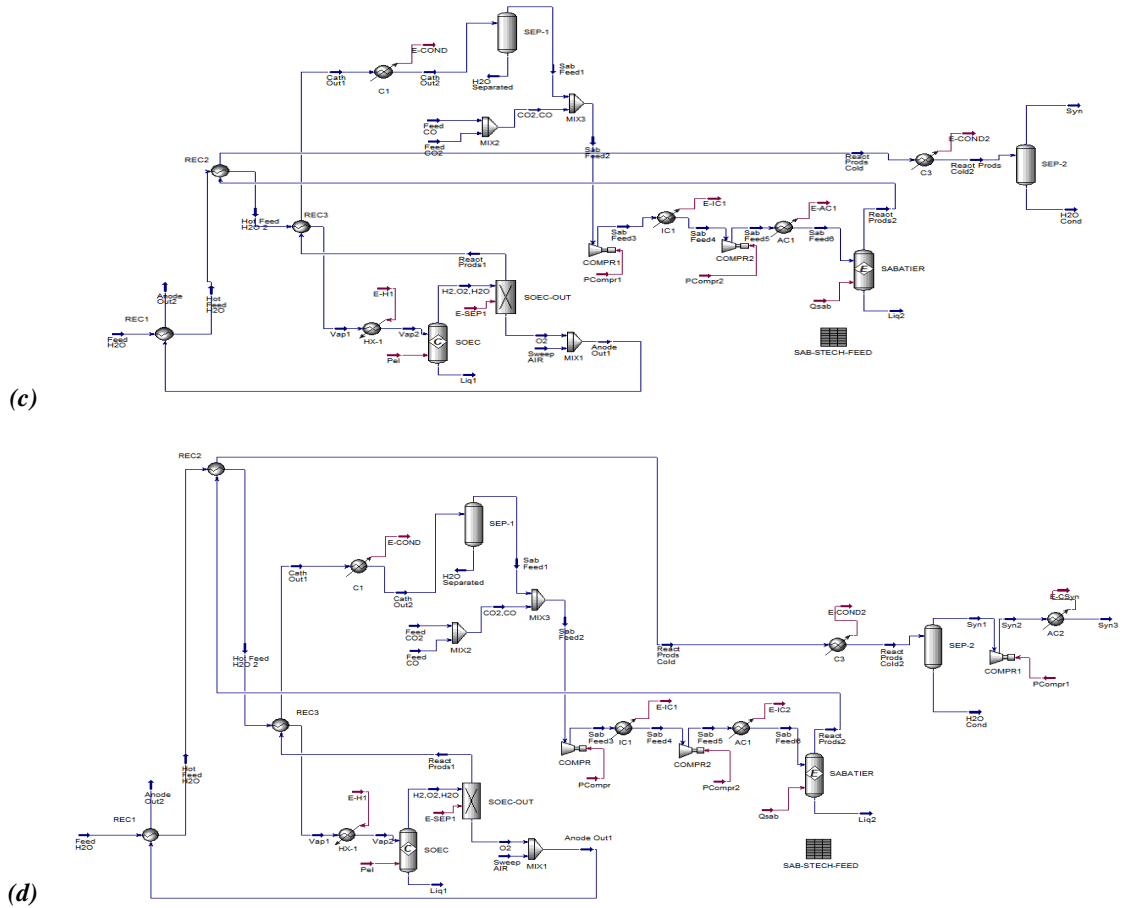 SEP-1
E-COND
Cath
Out1
C1
Cath
Out2
H2O
Separated
Sab
Feed1
Feed
CO
Feed
CO2
MIX2
CO2,CO
MIX3
Sab
Feed2
REC2
React
Prods
Cold
E-COND2
C3
React Prods
Cold2
SEP-2
Syn
H2O
Cond
Hot Feed
H2O 2
REC3
React
Prods1
Sab
Feed3
E-IC1
IC1
Sab
Feed4
COMPR1
PCompr1
E-AC1
Sab
Feed5
AC1
Sab
Feed6
COMPR2
PCompr2
React
Prods2
SABATIER
Qsab
Liq2
Anode
Out2
Hot
Feed
H2O
REC1
Feed
H2O
E-H1
Vap1
HX-1
Vap2
H2,O2,H2O
E-SEP1
SOEC-OUT
SOEC
Pel
Liq1
O2
Sweep
AIR
MIX1
Anode
Out1
SAB-STECH-FEED
(c)
REC2
SEP-1
E-COND
Cath
Out1
C1
Cath
Out2
H2O
Separated
Sab
Feed1
Feed
CO2
Feed
CO
MIX2
CO2,CO
MIX3
Sab
Feed2
React
Prods
Cold
E-COND2
C3
React
Prods
Cold2
SEP-2
Syn1
Syn2
E-CSyn
AC2
Syn3
COMPR1
PCompr1
H2O
Cond
Hot Feed
H2O 2
REC3
React
Prods1
E-IC1
Sab
Feed3
IC1
Sab
Feed4
COMPR
PCompr
E-IC2
Sab
Feed5
AC1
Sab
Feed6
COMPR2
PCompr2
React
Prods2
SABATIER
Qsab
Liq2
Anode
Out2
Hot
Feed
H2O
REC1
Feed
H2O
E-H1
Vap1
HX-1
Vap2
H2,O2,H2O
E-SEP1
SOEC-OUT
SOEC
Pel
Liq1
O2
Sweep
AIR
MIX1
Anode Out1
SAB-STECH-FEED
(d)